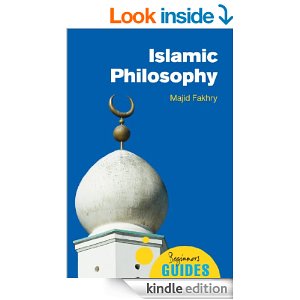 Look inside
Islamic
Philosophy
Majid Fakhry
Beginners
GUIDES
kindle edition